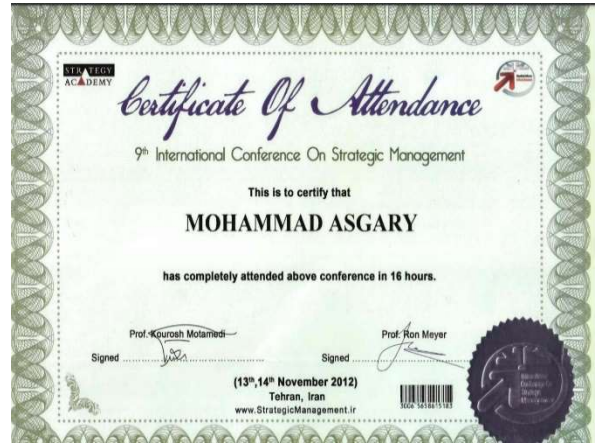 STRATEGY
ACADEMY
Certificate Of Attendance
9th International Conference On Strategic Management
This is to certify that
MOHAMMAD ASGARY
has completely attended above conference in 16 hours.
Prof. Kourosh Motamedi
Prof. Ron Meyer
Signed
Signed
(13th,14th November 2012)
Tehran, Iran
www.StrategicManagement.ir